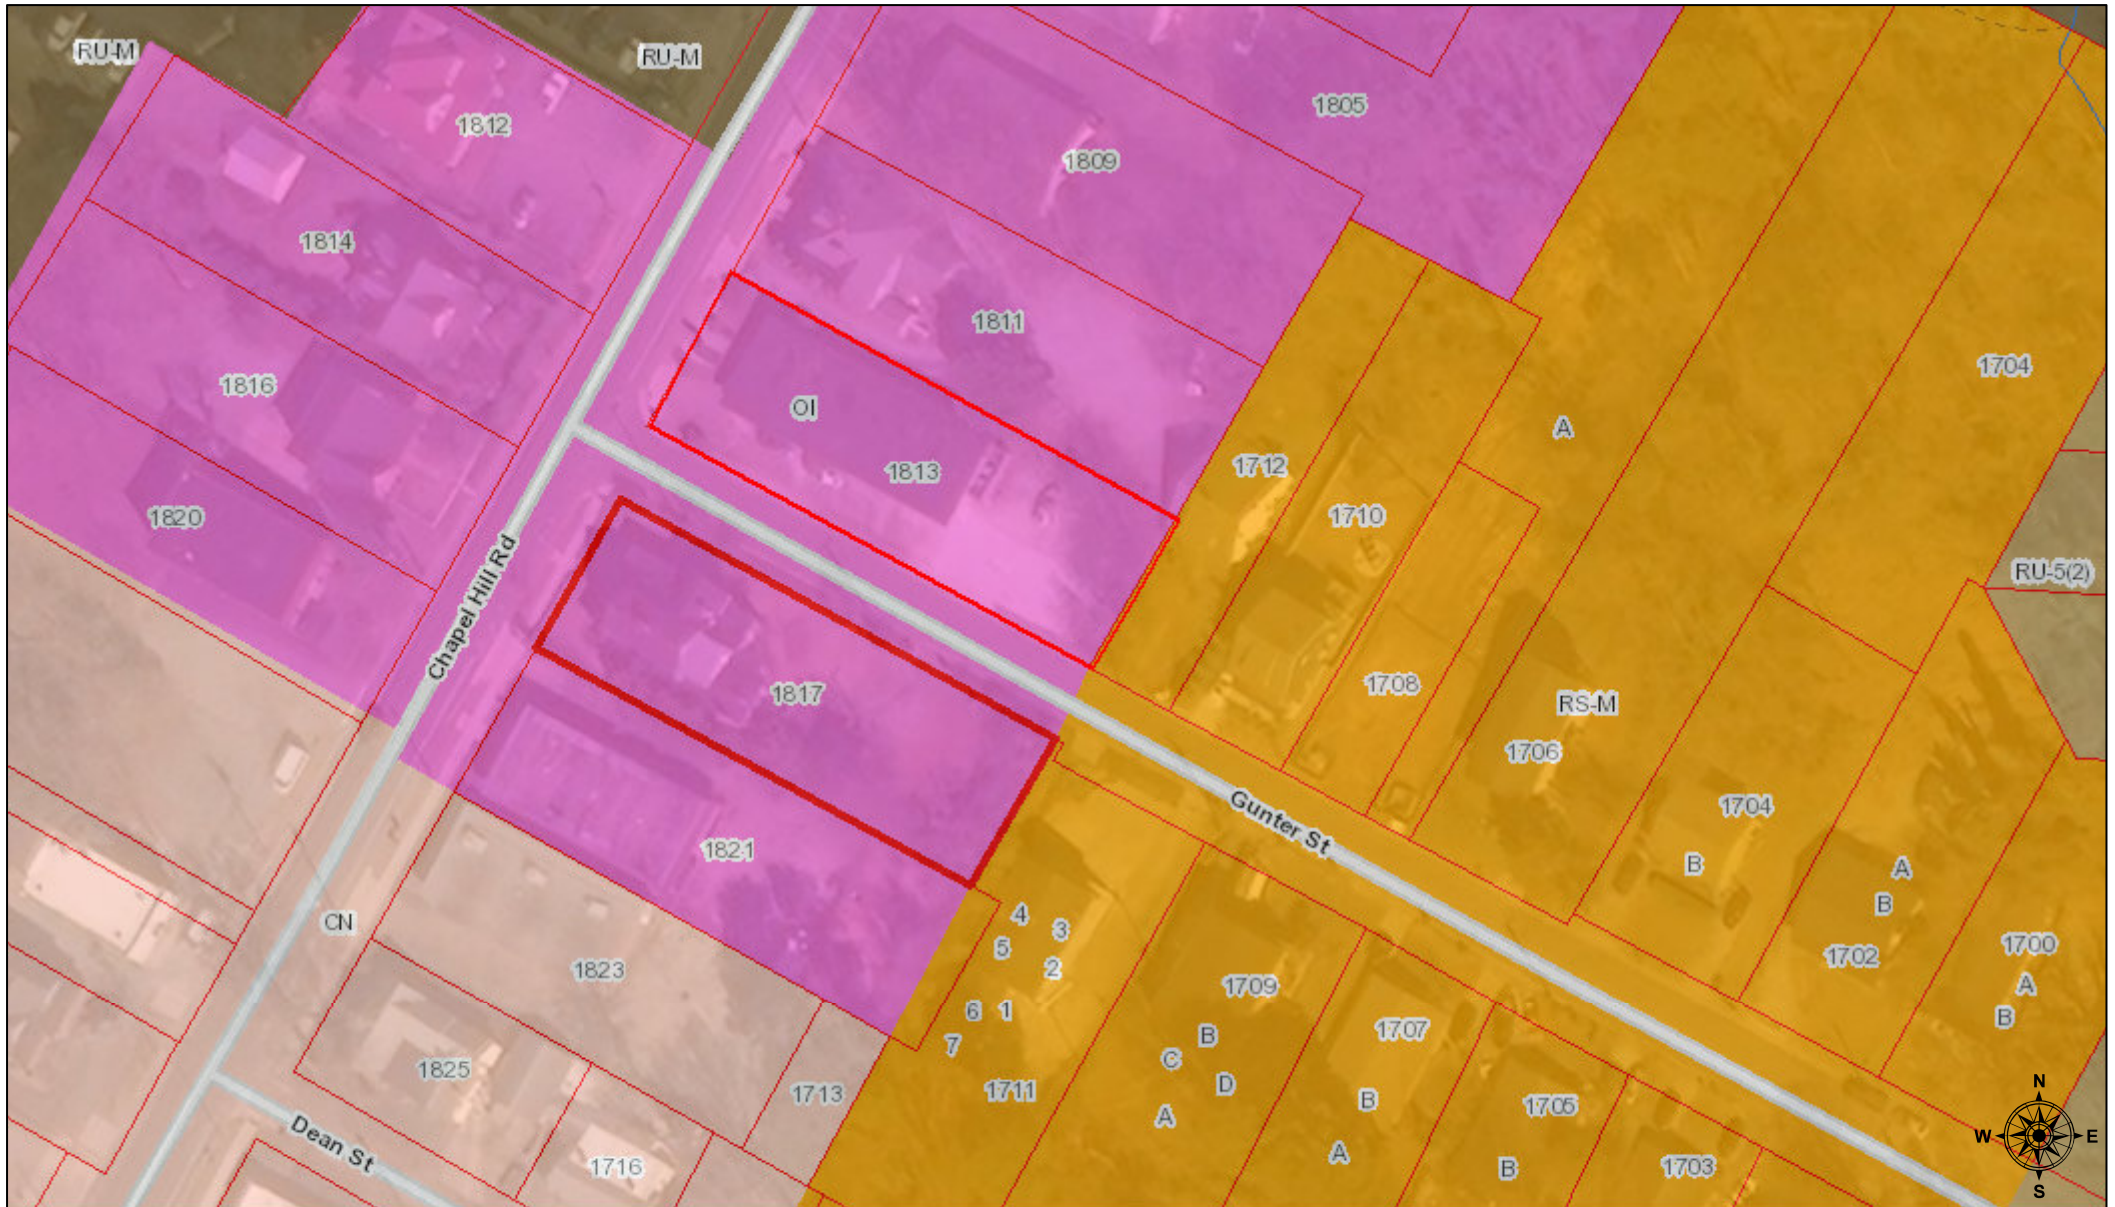 RU-M
RU-M
1812
1805
1809
1814
1811
1816
OI
1813
1820
1704
A
1712
1710
RU-5(2)
Chapel Hill Rd
1817
1708
RS-M
1706
1821
Gunter St
1704
B
A
B
1702
1700
A
B
CN
4
3
5
2
6
1
7
1711
1823
1709
B
C
D
A
1707
B
A
1825
1713
1705
B
1703
Dean St
1716
N
W
E
S